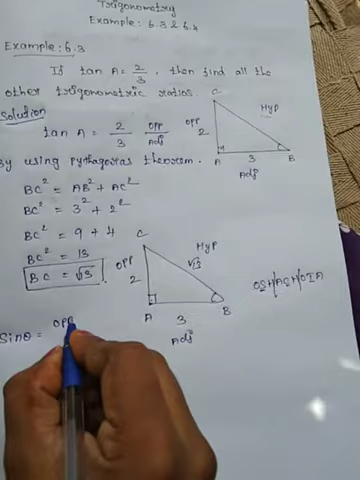 Trigonometry
Example: 6.3 & 6.4
Example: 6.3
If tan A = 2/3, then find all the
other trigonometric ratios.
Solution
tan A = 2/3 opp/Adj
By using pythagoras theorem.
BC² = AB² + AC²
BC² = 3² + 2²
BC² = 9 + 4
BC² = 13
BC = √13
C
Hyp
opp
2
A
3
B
Adj
C
Hyp
√13
opp
2
A
3
B
Adj
OSH/ACH/OTA
Sinθ = opp